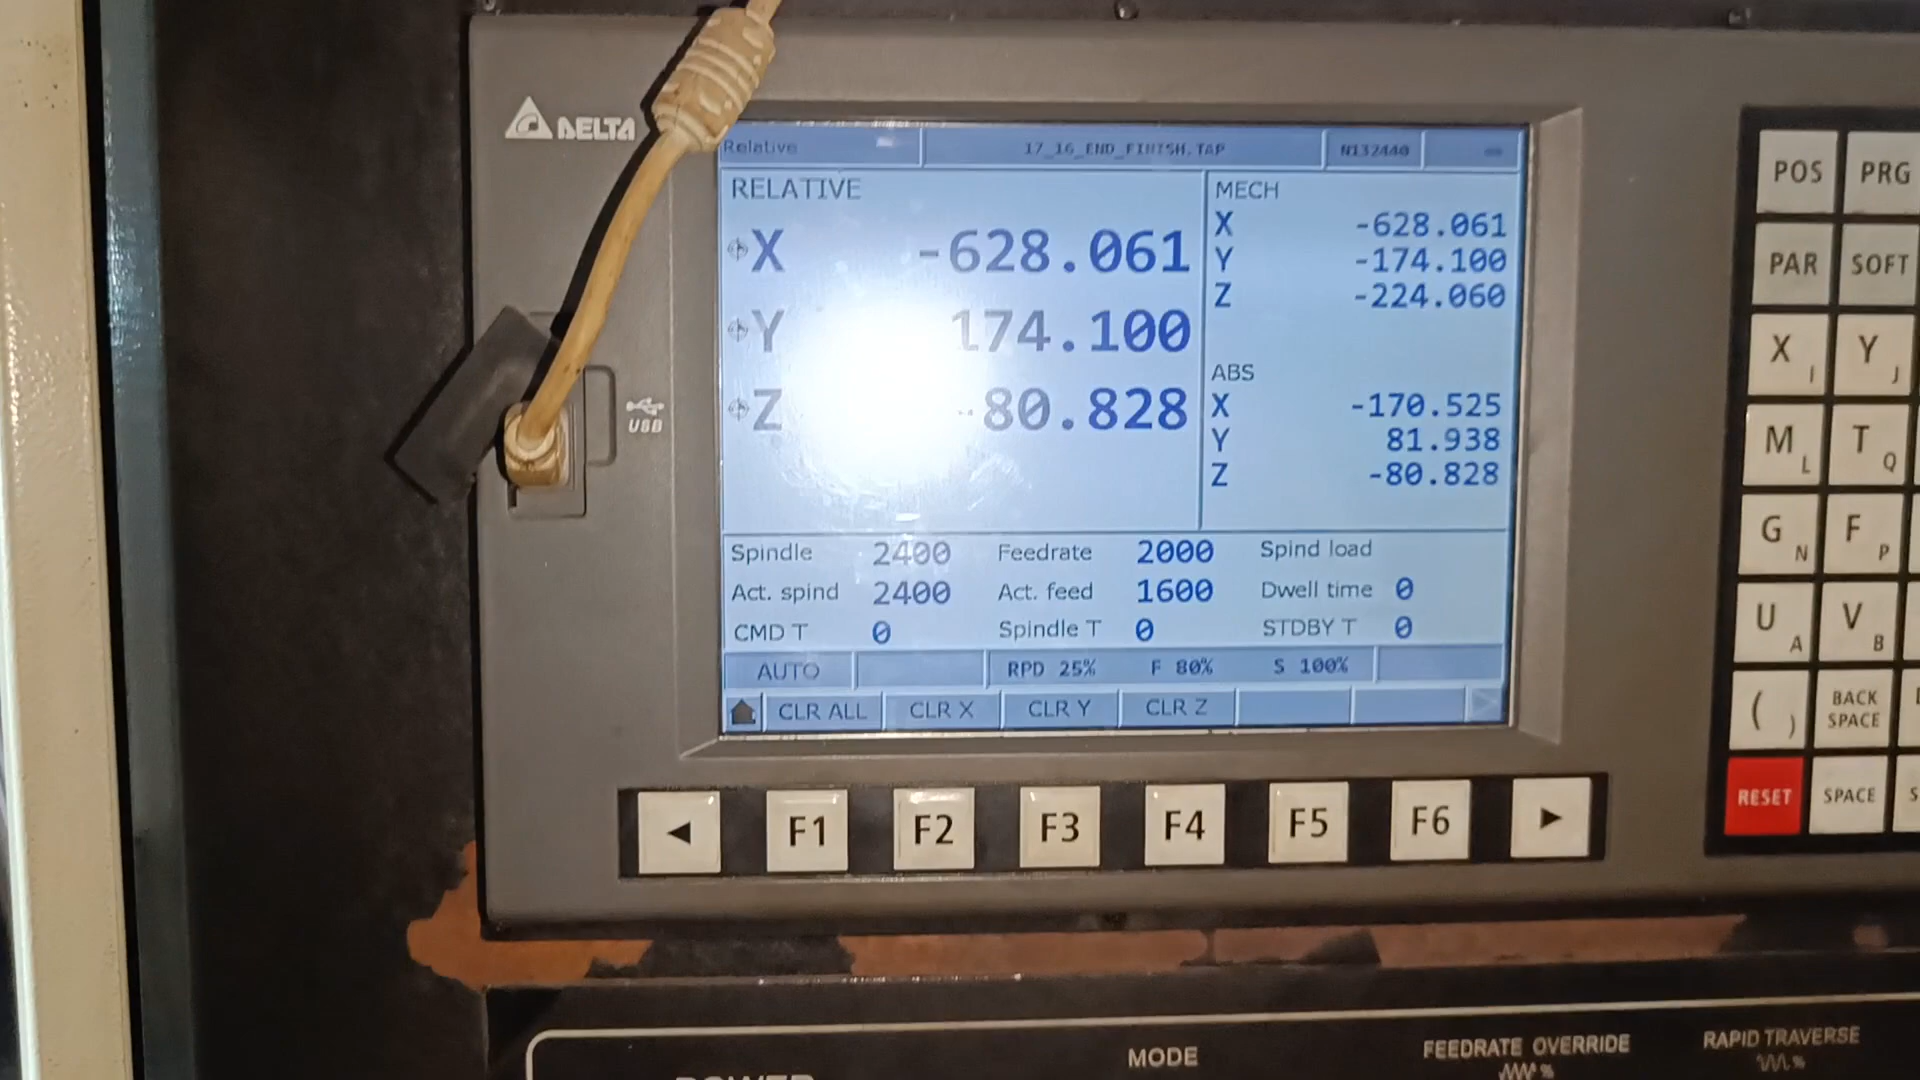 DELTA
Relative 17_16_END_FINISH.TAP N132440
RELATIVE
X -628.061
Y 174.100
Z -80.828
MECH
X -628.061
Y -174.100
Z -224.060
ABS
X -170.525
Y 81.938
Z -80.828
USB
Spindle 2400 Feedrate 2000 Spind load
Act. spind 2400 Act. feed 1600 Dwell time 0
CMD T 0 Spindle T 0 STDBY T 0
AUTO RPD 25% F 80% S 100%
CLR ALL CLR X CLR Y CLR Z
F1 F2 F3 F4 F5 F6
POS PRG
PAR SOFT
X I Y J
M L T Q
G N F P
U A V B
( ) BACK SPACE
RESET SPACE
MODE FEEDRATE OVERRIDE RAPID TRAVERSE
% %